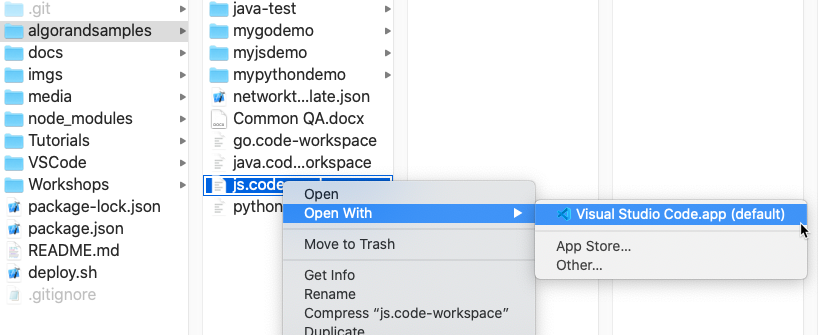 .git
algorandsamples
docs
imgs
media
node_modules
Tutorials
VSCode
Workshops
package-lock.json
package.json
README.md
deploy.sh
.gitignore
java-test
mygodemo
myjsdemo
mypythondemo
networkt...late.json
DOCX
Common QA.docx
go.code-workspace
java.cod...orkspace
js.code
python
Open
Open With
Move to Trash
Get Info
Rename
Compress “js.code-workspace”
Duplicate
Visual Studio Code.app (default)
App Store...
Other...